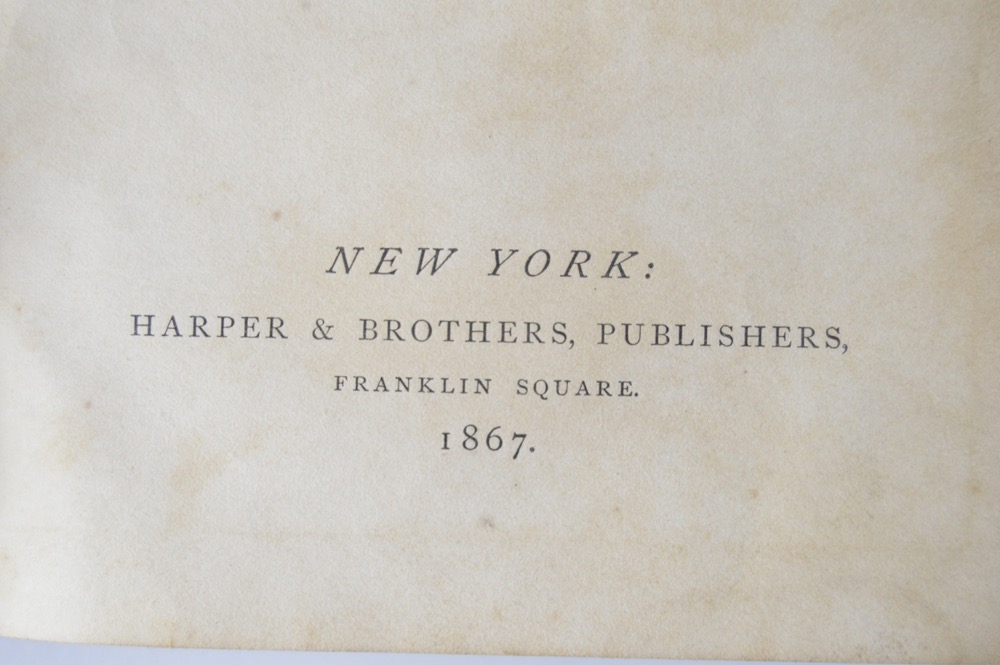 NEW YORK:
HARPER & BROTHERS, PUBLISHERS,
FRANKLIN SQUARE.
1867.